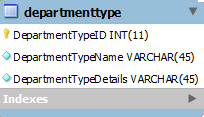 departmenttype
DepartmentTypeID INT(11)
DepartmentTypeName VARCHAR(45)
DepartmentTypeDetails VARCHAR(45)
Indexes